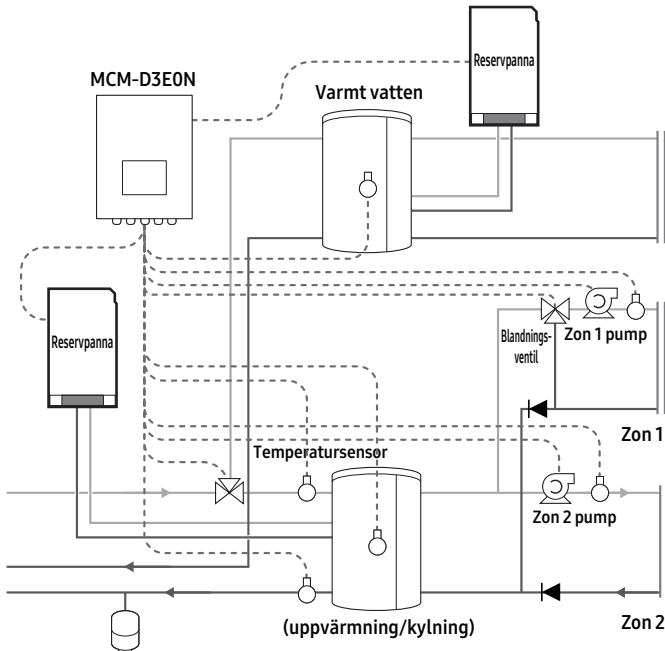 Reservpanna
MCM-D3E0N
Varmt vatten
Reservpanna
Blandnings-
ventil
Zon 1 pump
Zon 1
Temperatursensor
Zon 2 pump
(uppvärmning/kylning)
Zon 2